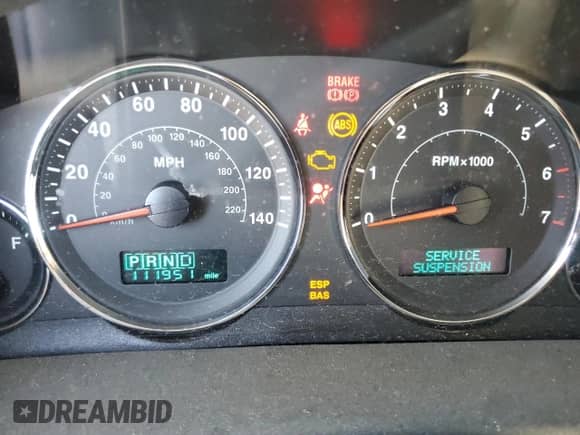 BRAKE
(!) (P)
ABS
20 40 60 80 100 120 140
0
MPH
20 40 60 80 100 120 140 160 180 200 220
0
km/h
PRND
111951 mile
F
ESP
BAS
0 1 2 3 4 5 6 7
RPM x 1000
SERVICE
SUSPENSION
DREAMBID